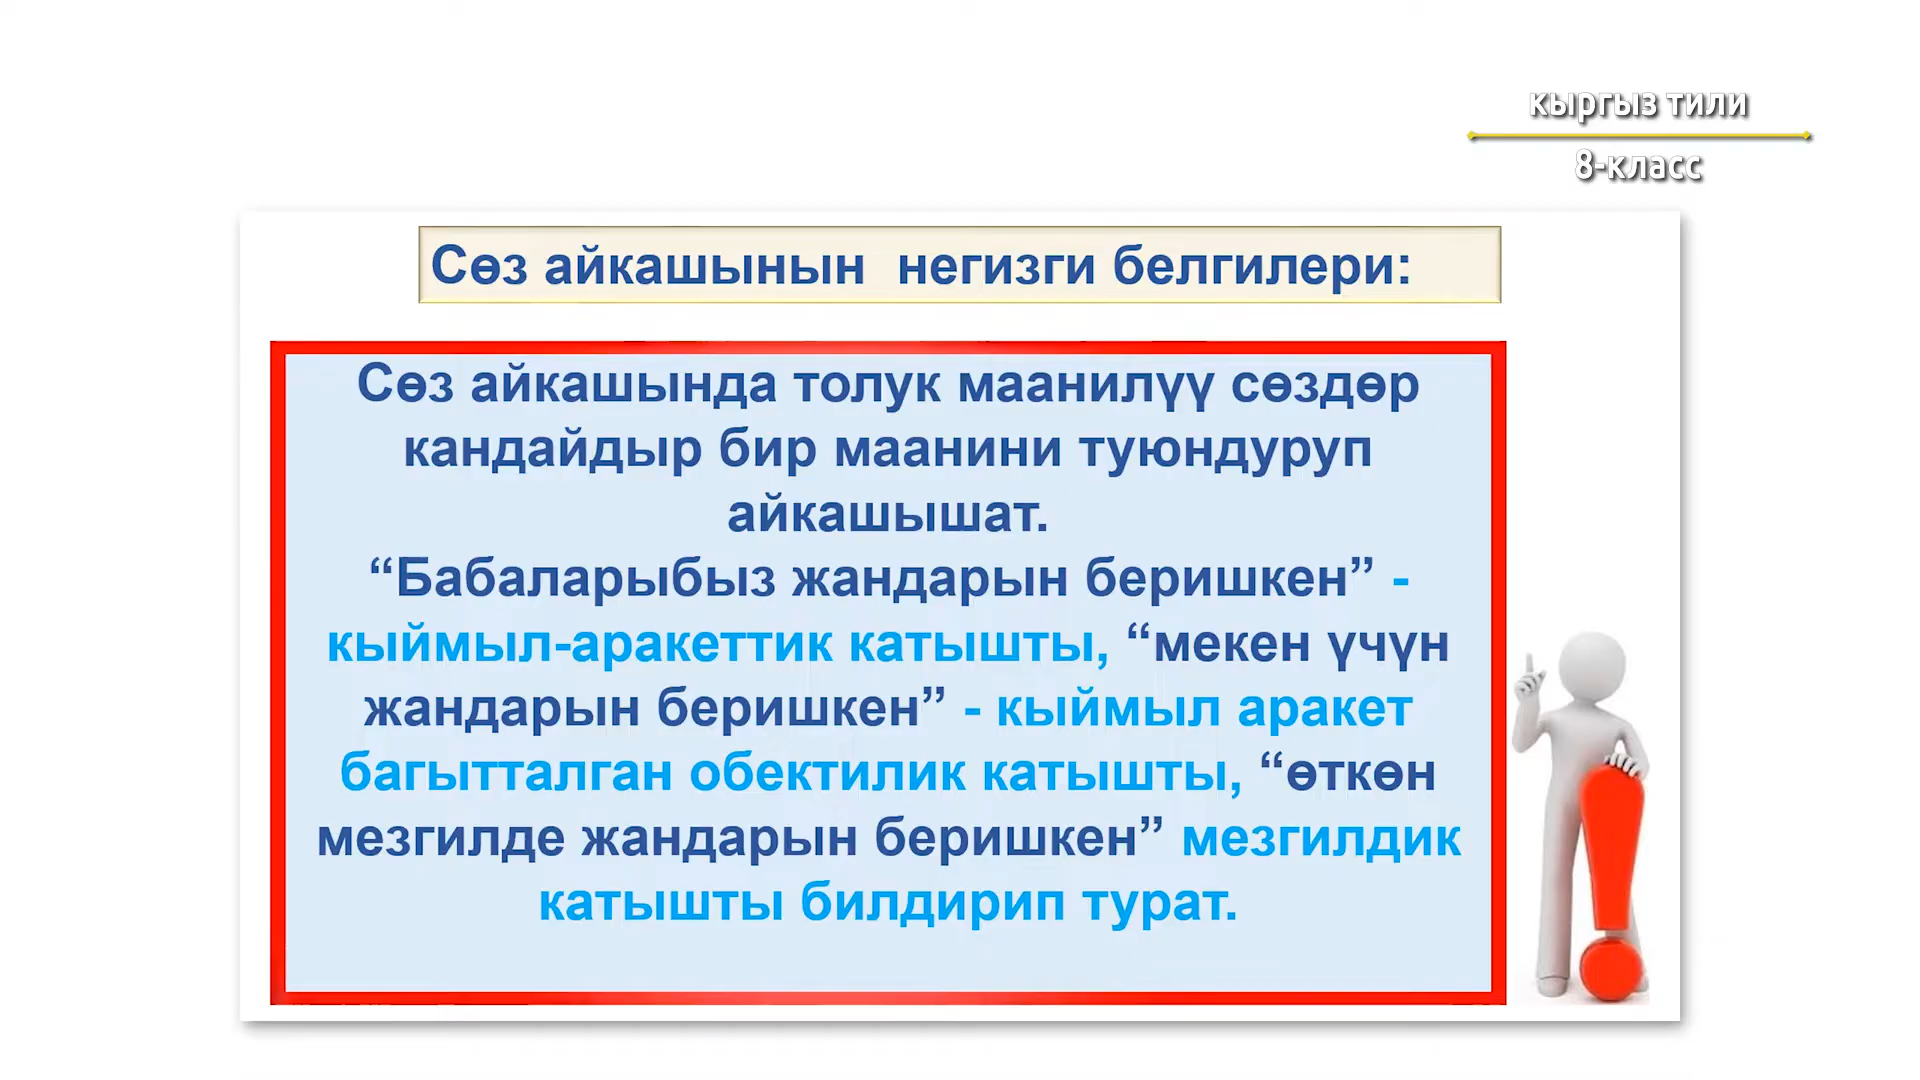 кыргыз тили
8-класс
Сөз айкашынын негизги белгилери:
Сөз айкашында толук маанилүү сөздөр
кандайдыр бир маанини туюндуруп
айкашышат.
“Бабаларыбыз жандарын беришкен” -
кыймыл-аракеттик катышты, “мекен үчүн
жандарын беришкен” - кыймыл аракет
багытталган обектилик катышты, “өткөн
мезгилде жандарын беришкен” мезгилдик
катышты билдирип турат.